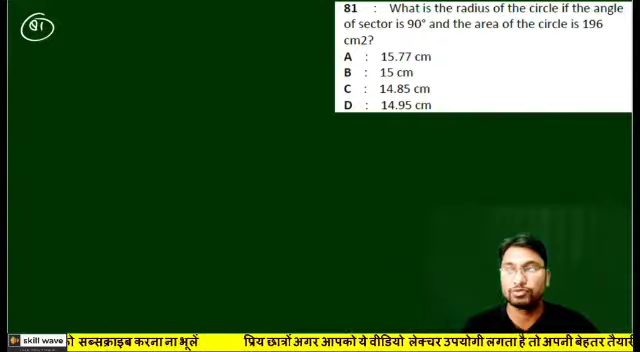 81
81 : What is the radius of the circle if the angle
of sector is 90° and the area of the circle is 196
cm2?
A : 15.77 cm
B : 15 cm
C : 14.85 cm
D : 14.95 cm
skill wave सब्सक्राइब करना ना भूलें प्रिय छात्रों अगर आपको ये वीडियो लेक्चर उपयोगी लगता है तो अपनी बेहतर